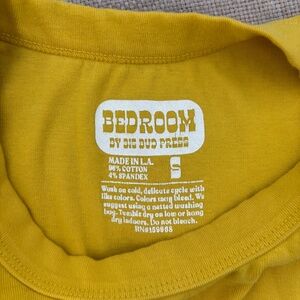 BEDROOM
BY BIG BUD PRESS
MADE IN L.A.
96% COTTON
4% SPANDEX
S
Wash on cold, delicate cycle with
like colors. Colors may bleed. We
suggest using a netted washing
bag. Tumble dry on low or hang
dry indoors. Do not bleach.
RN#159968